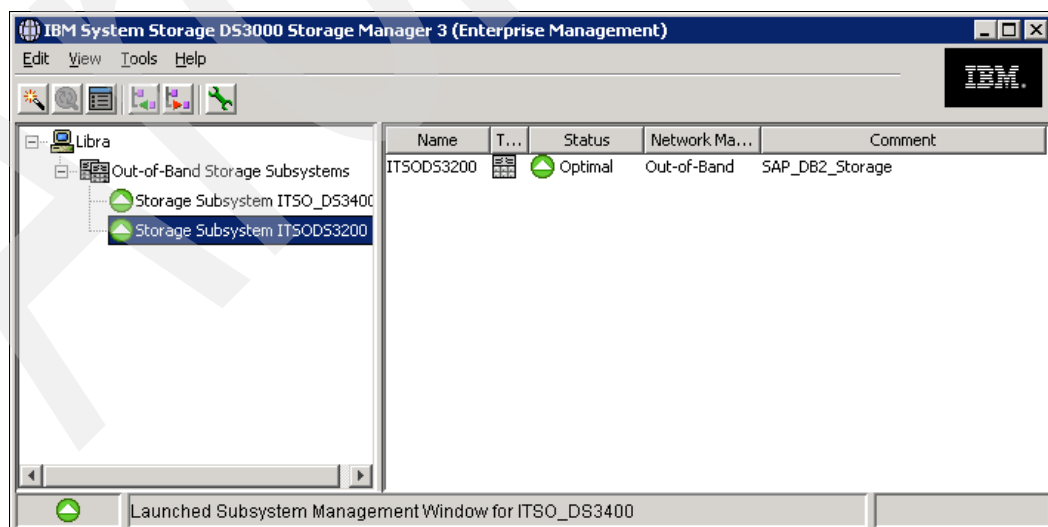 IBM System Storage DS3000 Storage Manager 3 (Enterprise Management)
Edit View Tools Help
IBM.
Libra
Out-of-Band Storage Subsystems
Storage Subsystem ITSO_DS3400
Storage Subsystem ITSODS3200
Name T... Status Network Ma... Comment
ITSODS3200 Optimal Out-of-Band SAP_DB2_Storage
Launched Subsystem Management Window for ITSO_DS3400